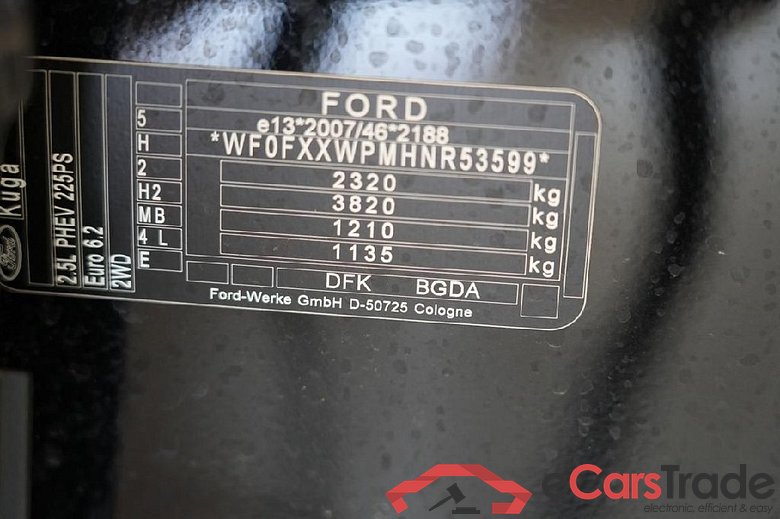 FORD
e13*2007/46*2188
*WF0FXXWPMHNR53599*
2320 kg
3820 kg
1210 kg
1135 kg
DFK BGDA
Ford-Werke GmbH D-50725 Cologne
5
H
2
H2
MB
4 L
E
Ford
Kuga
2.5L PHEV 225PS
Euro 6.2
2WD
eCarsTrade
electronic, efficient & easy